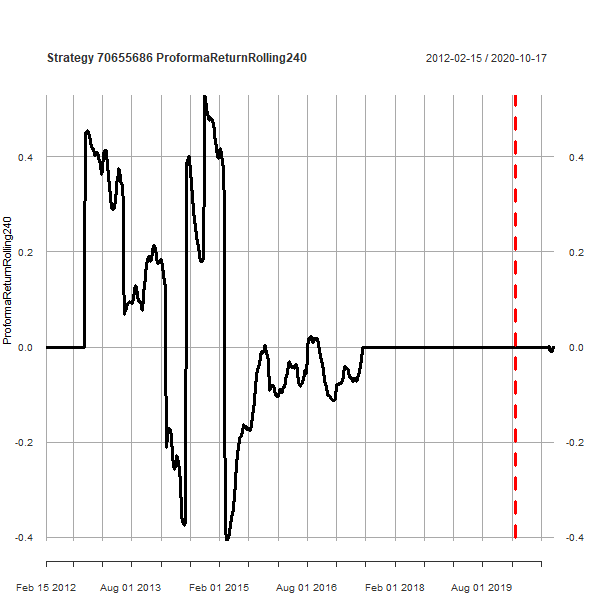 Strategy 70655686 ProformaReturnRolling240
2012-02-15 / 2020-10-17
ProformaReturnRolling240
0.4 0.4
0.2 0.2
0.0 0.0
-0.2 -0.2
-0.4 -0.4
Feb 15 2012 Aug 01 2013 Feb 01 2015 Aug 01 2016 Feb 01 2018 Aug 01 2019